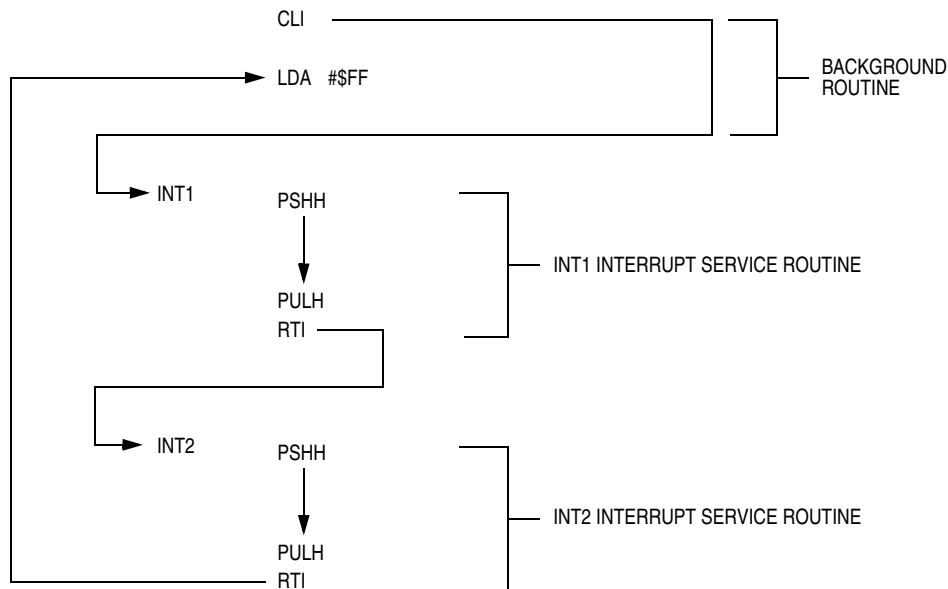 CLI
LDA #$FF
BACKGROUND
ROUTINE
INT1
PSHH
INT1 INTERRUPT SERVICE ROUTINE
PULH
RTI
INT2
PSHH
INT2 INTERRUPT SERVICE ROUTINE
PULH
RTI